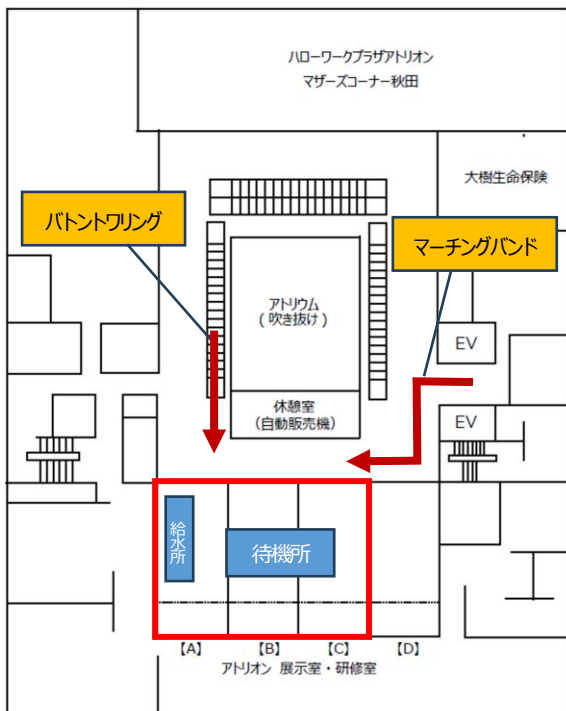 ハローワークプラザアトリオン
マザーズコーナー秋田
大樹生命保険
バトントワリング
マーチングバンド
アトリウム
(吹き抜け)
EV
休憩室
(自動販売機)
EV
給水所
待機所
【A】 【B】 【C】 【D】
アトリオン 展示室・研修室